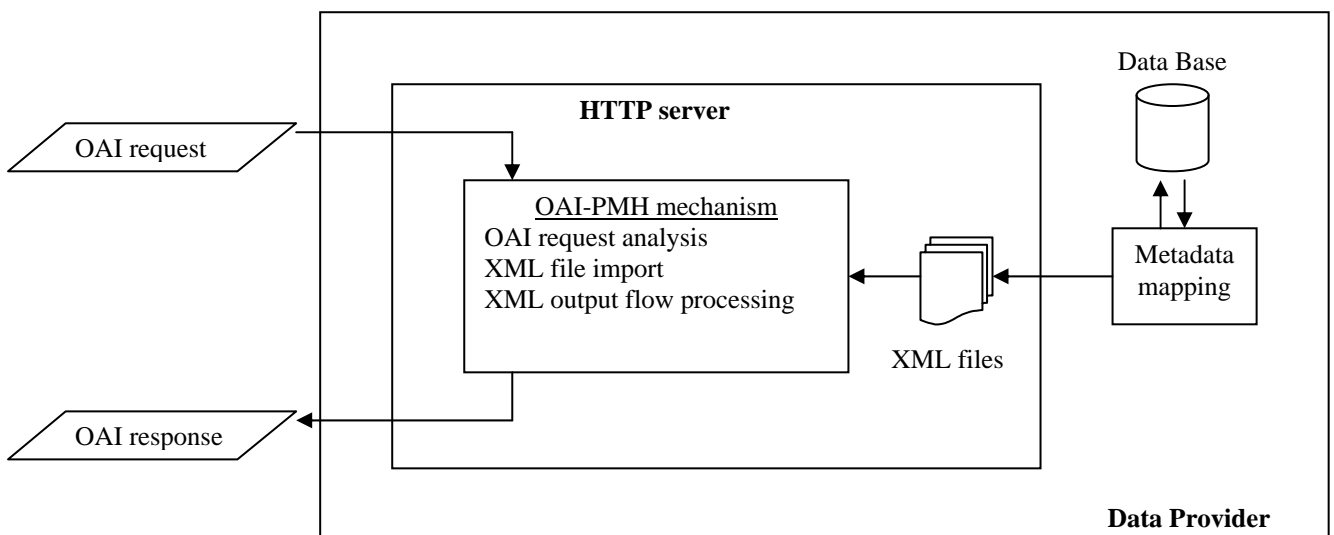 Data Base
HTTP server
OAI request
OAI-PMH mechanism
OAI request analysis
XML file import
XML output flow processing
Metadata
mapping
XML files
OAI response
Data Provider